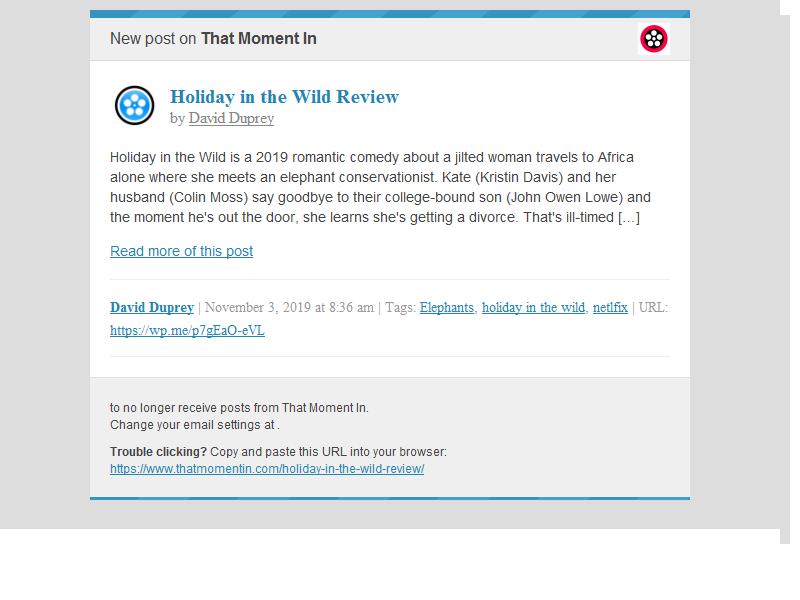 New post on That Moment In
Holiday in the Wild Review
by David Duprey
Holiday in the Wild is a 2019 romantic comedy about a jilted woman travels to Africa
alone where she meets an elephant conservationist. Kate (Kristin Davis) and her
husband (Colin Moss) say goodbye to their college-bound son (John Owen Lowe) and
the moment he's out the door, she learns she's getting a divorce. That's ill-timed […]
Read more of this post
David Duprey | November 3, 2019 at 8:36 am | Tags: Elephants, holiday in the wild, netlfix | URL:
https://wp.me/p7gEaO-eVL
to no longer receive posts from That Moment In.
Change your email settings at .
Trouble clicking? Copy and paste this URL into your browser:
https://www.thatmomentin.com/holiday-in-the-wild-review/